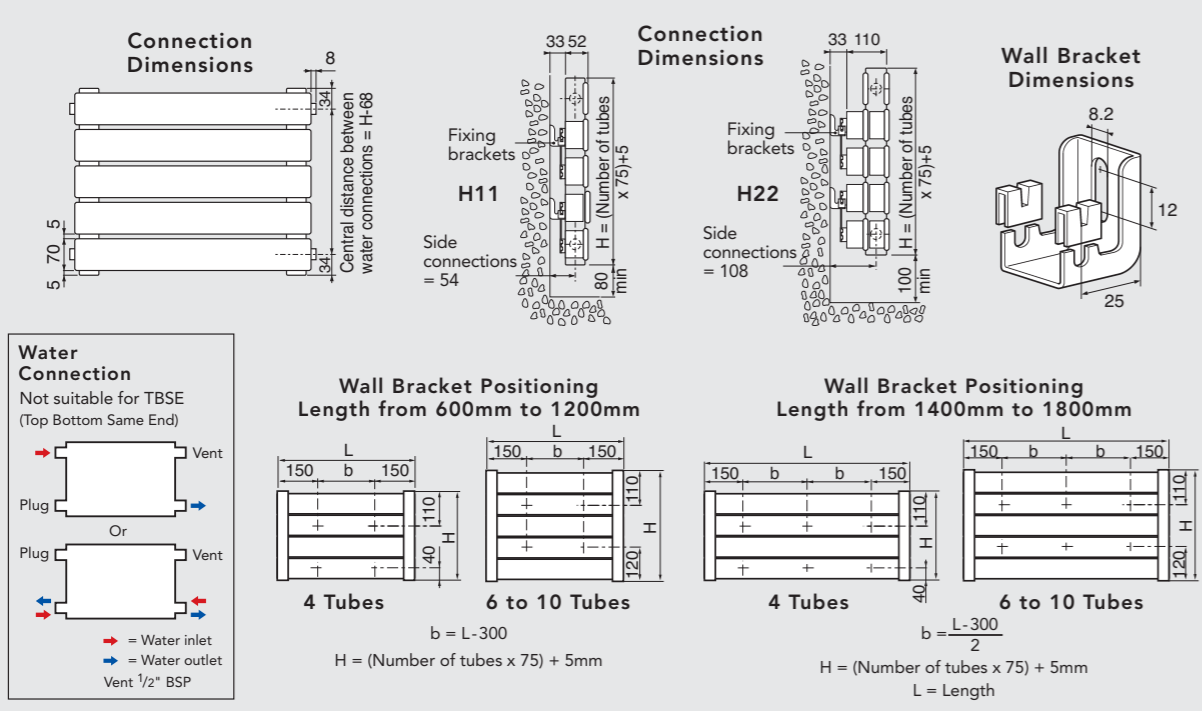 Connection
Dimensions
8
34
Central distance between
water connections = H-68
34
5
70
5
33 52
Fixing
brackets
H11
Side
connections
= 54
H = (Number of tubes
x 75)+5
80
min
Connection
Dimensions
33 110
Fixing
brackets
H22
Side
connections
= 108
H = (Number of tubes
x 75)+5
100
min
Wall Bracket
Dimensions
8.2
12
25
Water
Connection
Not suitable for TBSE
(Top Bottom Same End)
Vent
Plug
Or
Plug
Vent
= Water inlet
= Water outlet
Vent 1/2" BSP
Wall Bracket Positioning
Length from 600mm to 1200mm
L
150 b 150
110
40
H
4 Tubes
L
150 b 150
110
120
H
6 to 10 Tubes
b = L-300
H = (Number of tubes x 75) + 5mm
Wall Bracket Positioning
Length from 1400mm to 1800mm
L
150 b b 150
110
H
40
4 Tubes
L
150 b b 150
110
H
120
6 to 10 Tubes
b = L-300
2
H = (Number of tubes x 75) + 5mm
L = Length